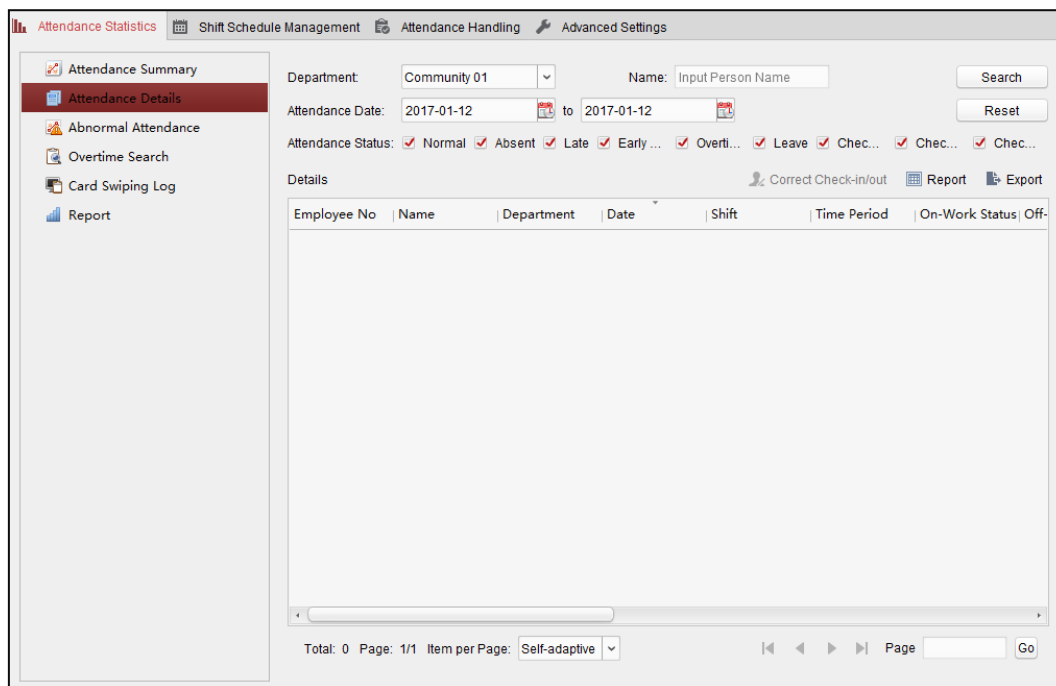 Attendance Statistics Shift Schedule Management Attendance Handling Advanced Settings
Attendance Summary
Attendance Details
Abnormal Attendance
Overtime Search
Card Swiping Log
Report
Department: Community 01 Name: Input Person Name Search
Attendance Date: 2017-01-12 to 2017-01-12 Reset
Attendance Status: Normal Absent Late Early ... Overti... Leave Chec... Chec... Chec...
Details Correct Check-in/out Report Export
Employee No Name Department Date Shift Time Period On-Work Status Off-
Total: 0 Page: 1/1 Item per Page: Self-adaptive Page Go